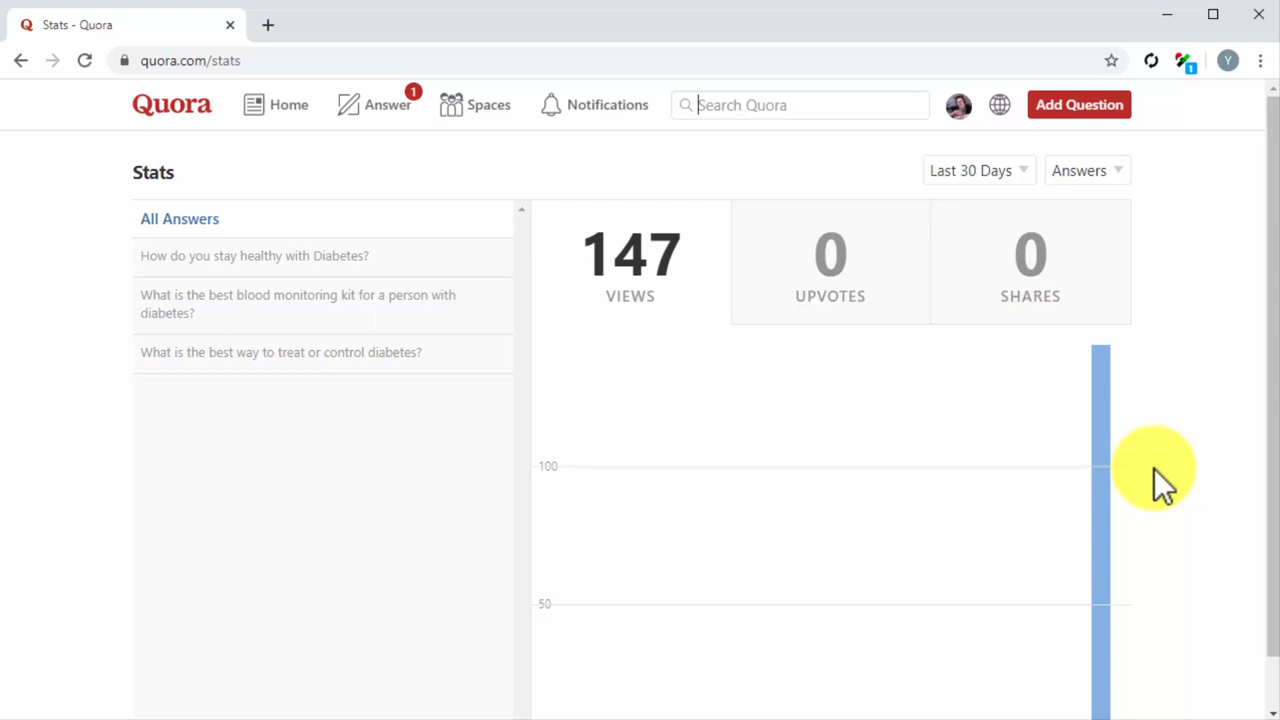 Stats - Quora
quora.com/stats
1
Y
Quora
Home
Answer
1
Spaces
Notifications
Search Quora
Add Question
Stats
Last 30 Days
Answers
All Answers
How do you stay healthy with Diabetes?
What is the best blood monitoring kit for a person with
diabetes?
What is the best way to treat or control diabetes?
147
VIEWS
0
UPVOTES
0
SHARES
100
50